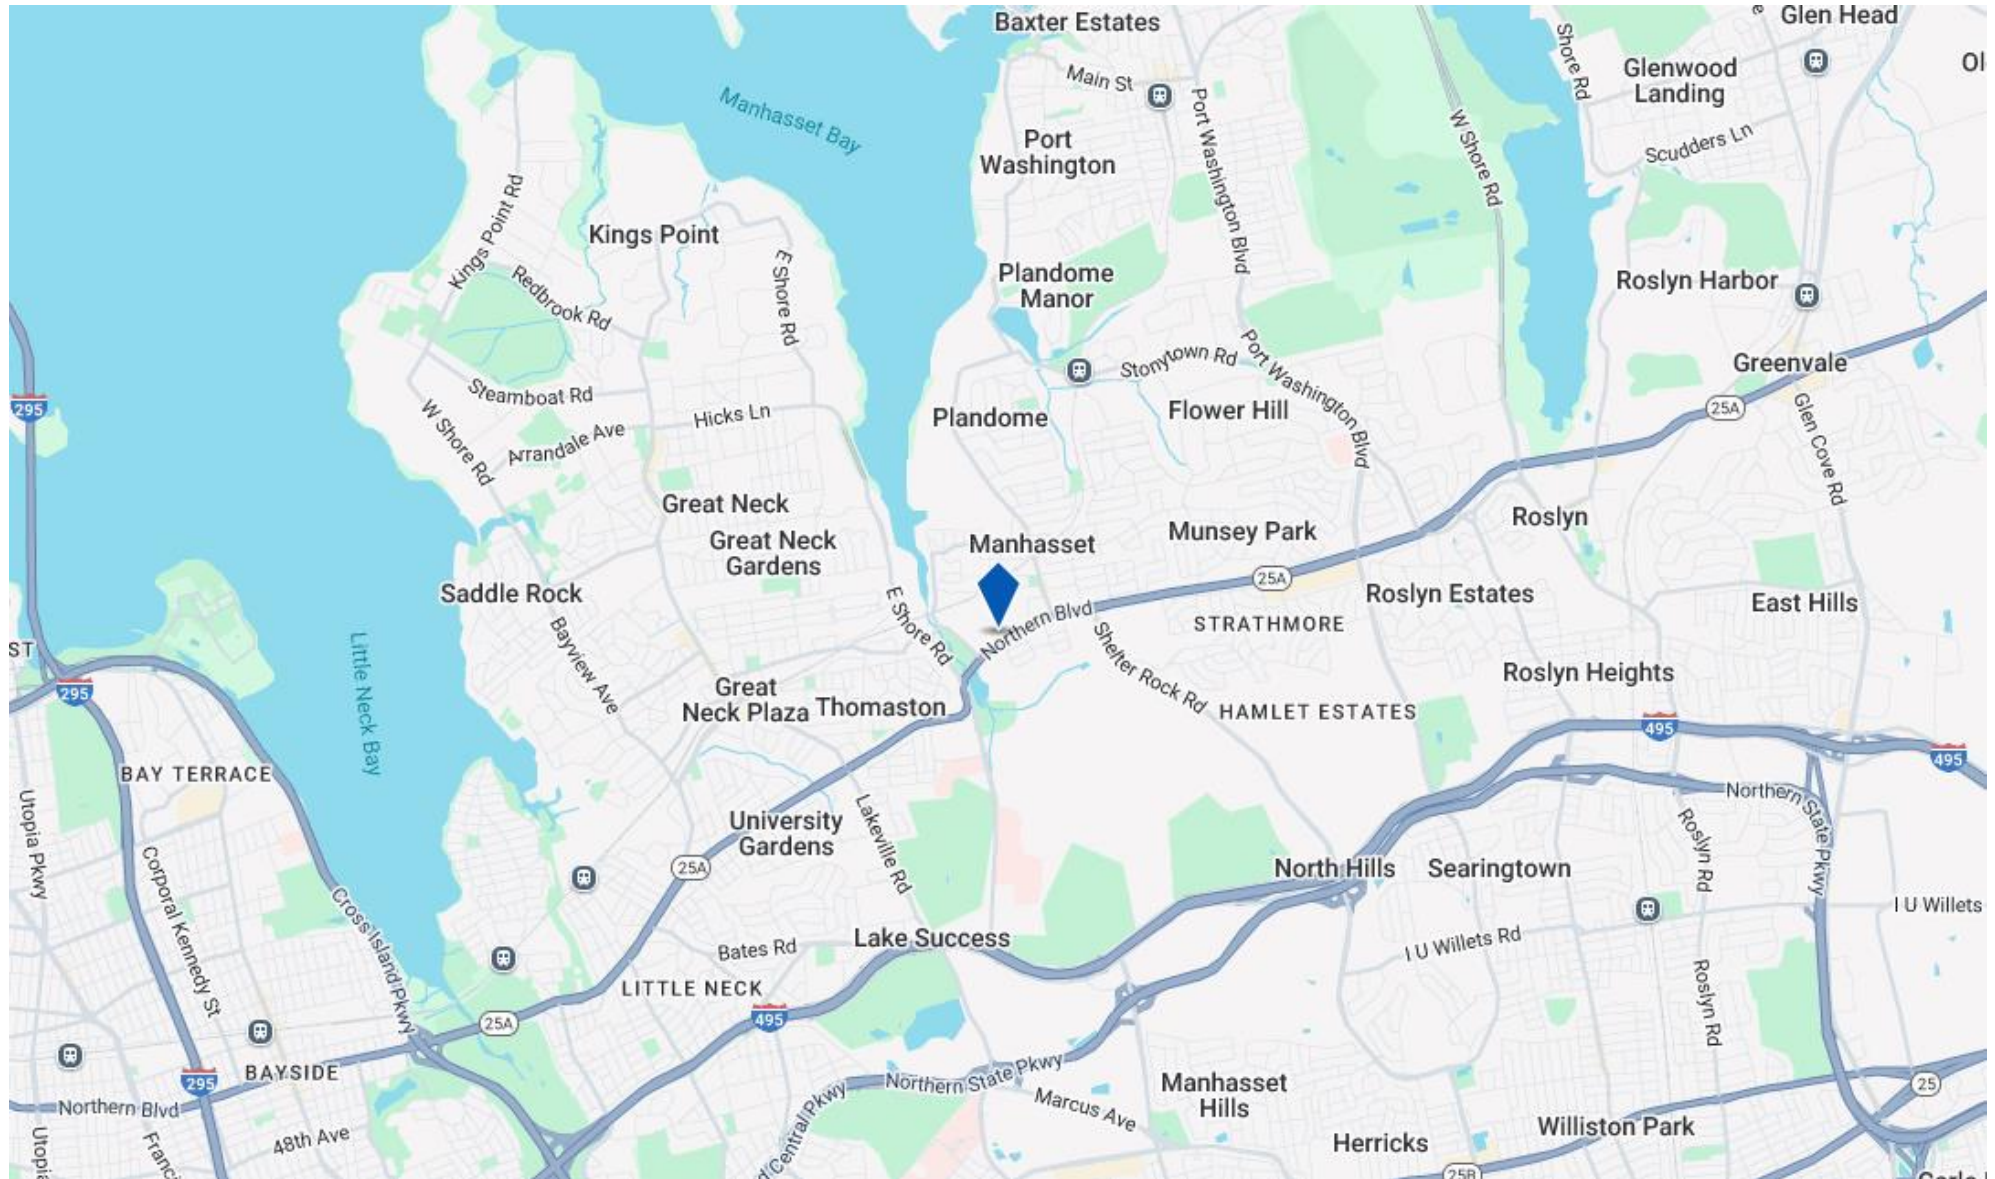 Baxter Estates
Glen Head
Main St
Port Washington Blvd
Shore Rd
Glenwood
Landing
Manhasset Bay
W Shore Rd
Scudders Ln
Port
Washington
Kings Point Rd
Kings Point
E Shore Rd
Plandome
Manor
Roslyn Harbor
Redbrook Rd
Stonytown Rd
Port Washington Blvd
Greenvale
295
Steamboat Rd
25A
W Shore Rd
Hicks Ln
Plandome
Flower Hill
Glen Cove Rd
Arrandale Ave
Great Neck
Roslyn
Great Neck
Gardens
Manhasset
Munsey Park
25A
Saddle Rock
Roslyn Estates
East Hills
E Shore Rd
Northern Blvd
STRATHMORE
ST
Little Neck Bay
Bayview Ave
Shelter Rock Rd
Roslyn Heights
295
Great
Neck Plaza
Thomaston
HAMLET ESTATES
495
495
BAY TERRACE
Northern State Pkwy
Utopia Pkwy
University
Gardens
Lakeville Rd
Roslyn Rd
25A
North Hills
Searingtown
Corporal Kennedy St
Cross Island Pkwy
I U Willets
Bates Rd
Lake Success
I U Willets Rd
LITTLE NECK
Roslyn Rd
25A
495
BAYSIDE
295
Northern State Pkwy
Manhasset
Hills
25
Northern Blvd
Marcus Ave
Williston Park
48th Ave
Herricks
25B